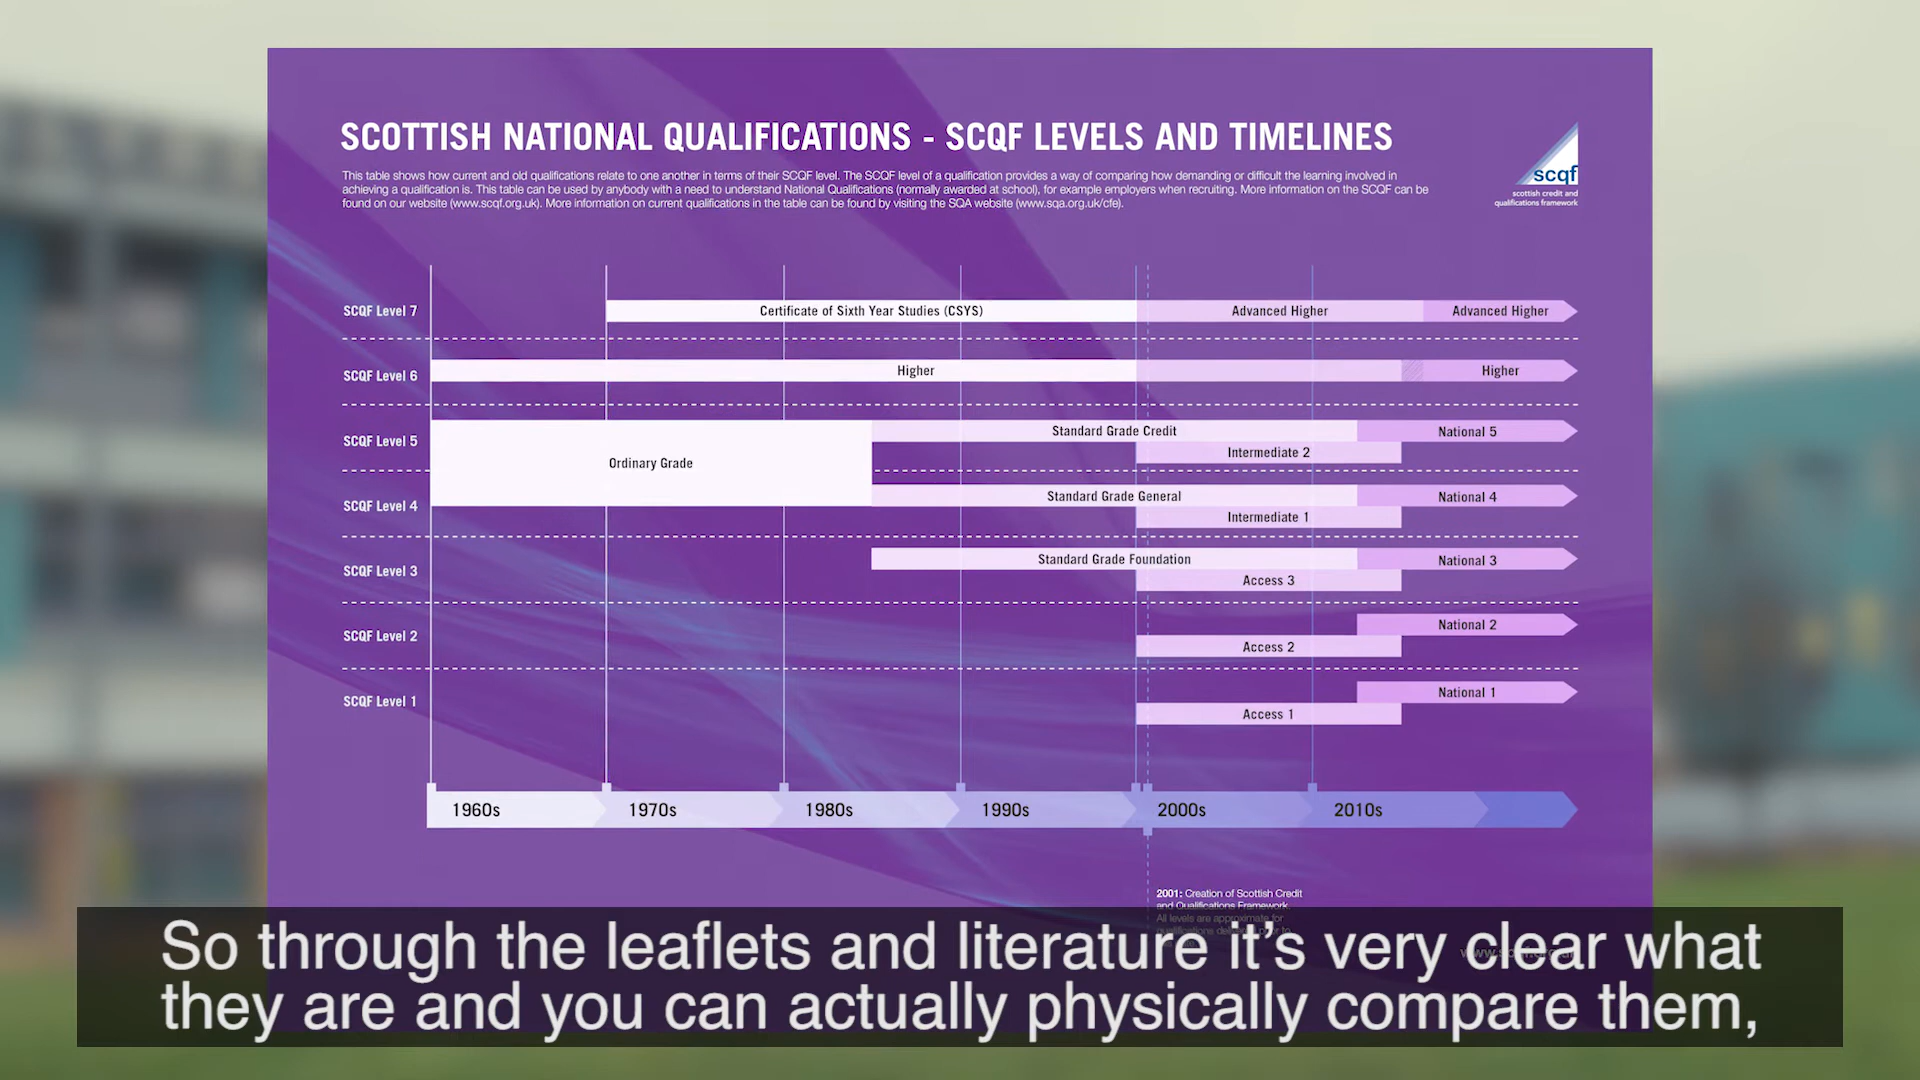 SCOTTISH NATIONAL QUALIFICATIONS - SCQF LEVELS AND TIMELINES
This table shows how current and old qualifications relate to one another in terms of their SCQF level. The SCQF level of a qualification provides a way of comparing how demanding or difficult the learning involved in
achieving a qualification is. This table can be used by anybody with a need to understand National Qualifications (normally awarded at school), for example employers when recruiting. More information on the SCQF can be
found on our website (www.scqf.org.uk). More information on current qualifications in the table can be found by visiting the SQA website (www.sqa.org.uk/cfe).
scqf
scottish credit and
qualifications framework
SCQF Level 7
Certificate of Sixth Year Studies (CSYS)
Advanced Higher
Advanced Higher
SCQF Level 6
Higher
Higher
SCQF Level 5
Standard Grade Credit
National 5
Intermediate 2
Ordinary Grade
SCQF Level 4
Standard Grade General
National 4
Intermediate 1
SCQF Level 3
Standard Grade Foundation
National 3
Access 3
SCQF Level 2
National 2
Access 2
SCQF Level 1
National 1
Access 1
1960s
1970s
1980s
1990s
2000s
2010s
2001: Creation of Scottish Credit
and Qualifications Framework.
All levels are approximate for
So through the leaflets and literature it's very clear what
they are and you can actually physically compare them,